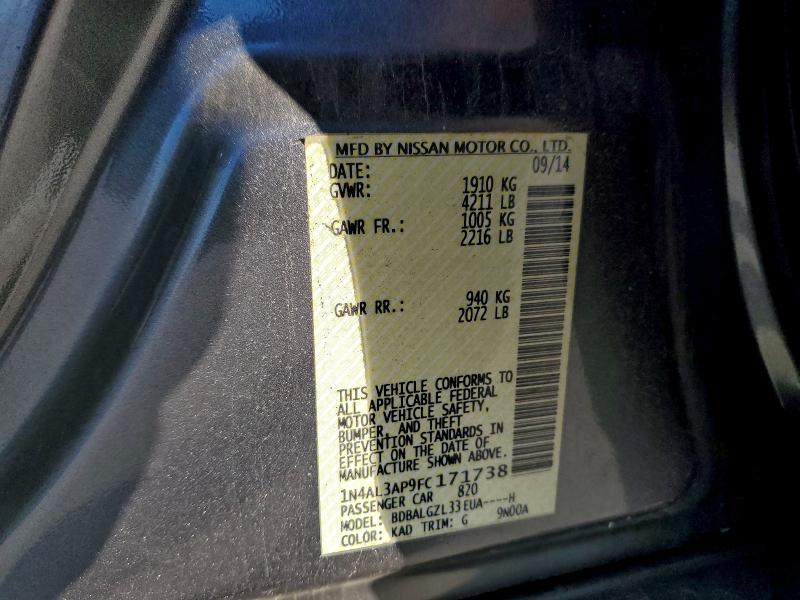 MFD BY NISSAN MOTOR CO., LTD.
DATE: 09/14
GVWR: 1910 KG
4211 LB
GAWR FR.: 1005 KG
2216 LB
GAWR RR.: 940 KG
2072 LB
THIS VEHICLE CONFORMS TO
ALL APPLICABLE FEDERAL
MOTOR VEHICLE SAFETY,
BUMPER, AND THEFT
PREVENTION STANDARDS IN
EFFECT ON THE DATE OF
MANUFACTURE SHOWN ABOVE.
1N4AL3AP9FC171738
PASSENGER CAR 820
MODEL: BDBALGZL33EUA----H
COLOR: KAD TRIM: G 9N00A